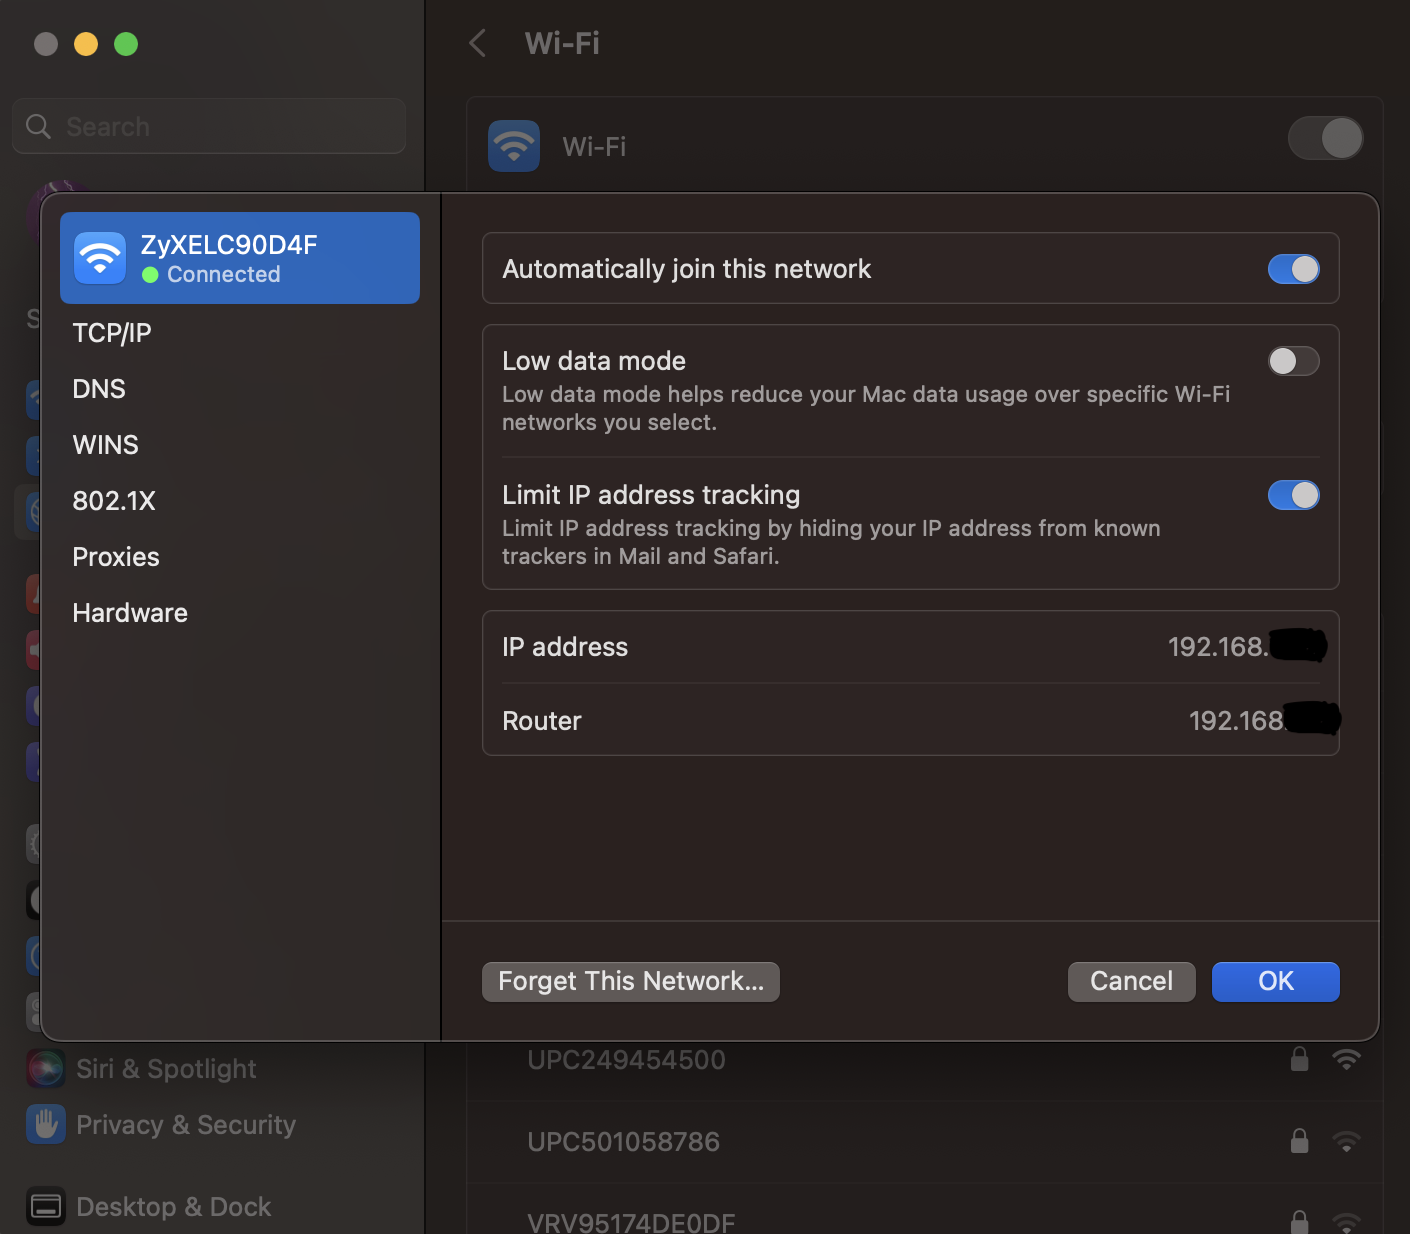 Wi-Fi
Search
Wi-Fi
ZyXELC90D4F
Connected
TCP/IP
DNS
WINS
802.1X
Proxies
Hardware
Automatically join this network
Low data mode
Low data mode helps reduce your Mac data usage over specific Wi-Fi
networks you select.
Limit IP address tracking
Limit IP address tracking by hiding your IP address from known
trackers in Mail and Safari.
IP address 192.168.
Router 192.168.
Forget This Network...
Cancel
OK
Siri & Spotlight
Privacy & Security
Desktop & Dock
UPC249454500
UPC501058786
VRV95174DE0DF